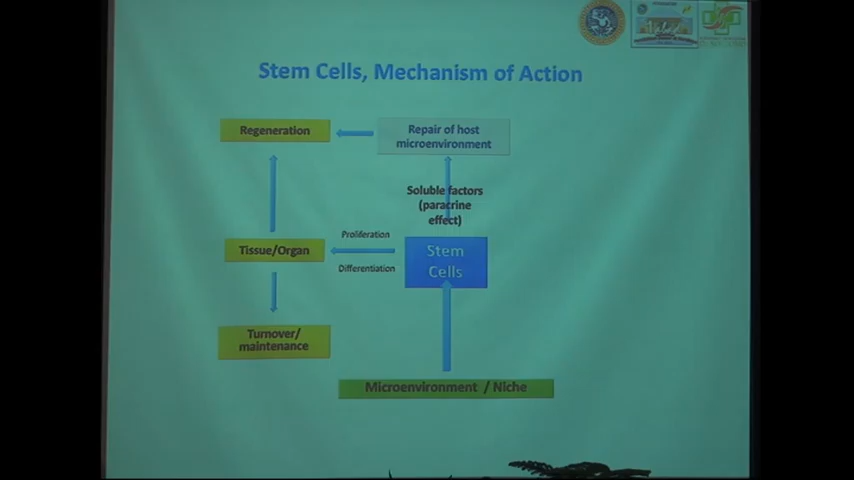 Stem Cells, Mechanism of Action
Regeneration
Repair of host
microenvironment
Soluble factors
(paracrine
effect)
Proliferation
Tissue/Organ
Stem
Cells
Differentiation
Turnover/
maintenance
Microenvironment / Niche